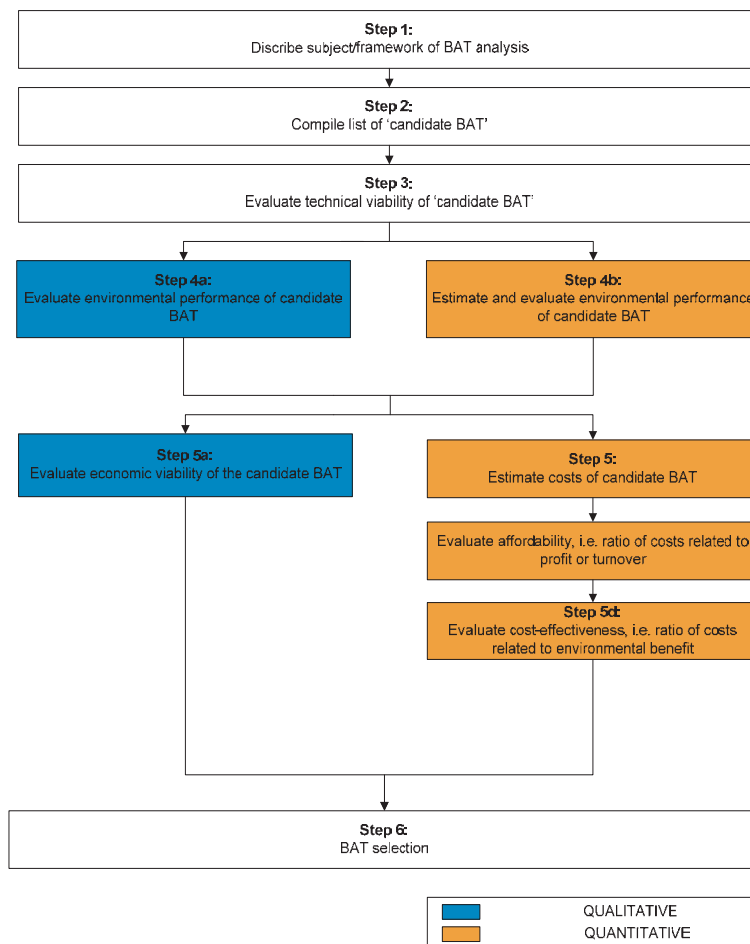 Step 1:
Discribe subject/framework of BAT analysis
Step 2:
Compile list of ‘candidate BAT’
Step 3:
Evaluate technical viability of ‘candidate BAT’
Step 4a:
Evaluate environmental performance of candidate
BAT
Step 4b:
Estimate and evaluate environmental performance
of candidate BAT
Step 5a:
Evaluate economic viability of the candidate BAT
Step 5:
Estimate costs of candidate BAT
Evaluate affordability, i.e. ratio of costs related to
profit or turnover
Step 5d:
Evaluate cost-effectiveness, i.e. ratio of costs
related to environmental benefit
Step 6:
BAT selection
QUALITATIVE
QUANTITATIVE